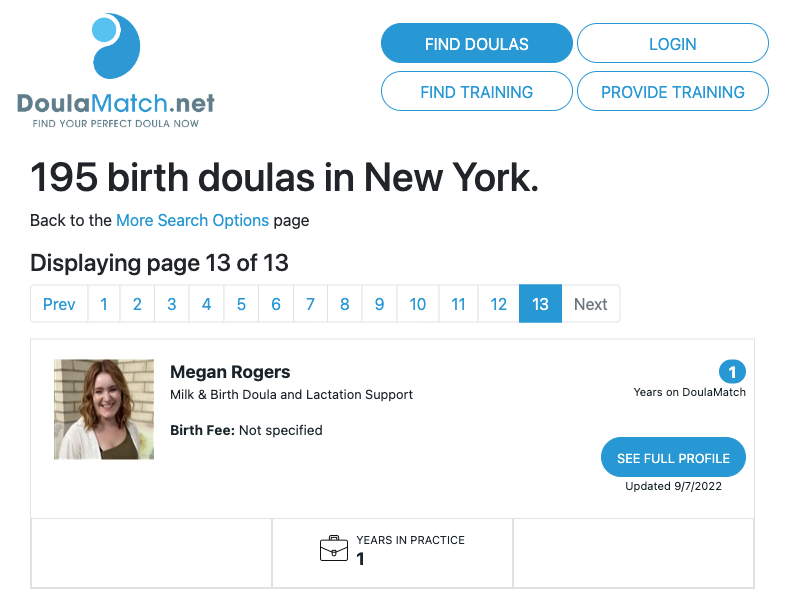 DoulaMatch.net
FIND YOUR PERFECT DOULA NOW
FIND DOULAS
LOGIN
FIND TRAINING
PROVIDE TRAINING
195 birth doulas in New York.
Back to the More Search Options page
Displaying page 13 of 13
Prev 1 2 3 4 5 6 7 8 9 10 11 12 13 Next
Megan Rogers
Milk & Birth Doula and Lactation Support
Birth Fee: Not specified
1
Years on DoulaMatch
SEE FULL PROFILE
Updated 9/7/2022
YEARS IN PRACTICE
1